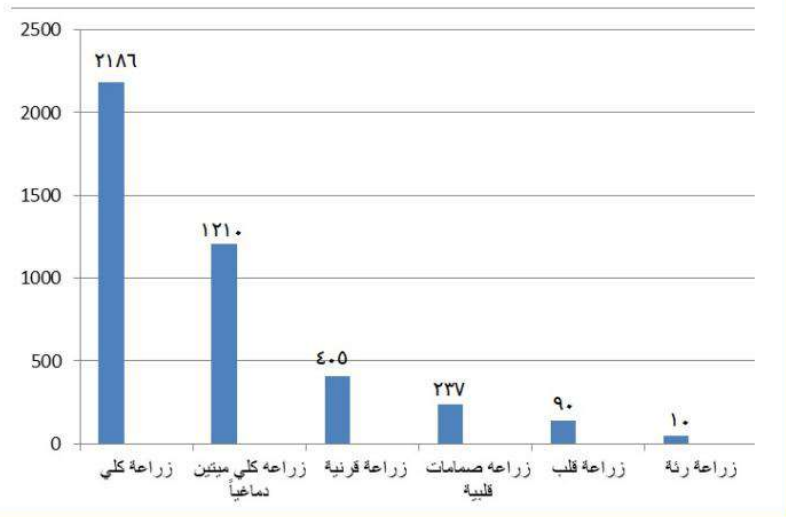 2500
2000
1500
1000
500
0
٢١٨٦
١٢١٠
٤٠٥
٢٣٧
٩٠
١٠
زراعة كلي
زراعه كلي ميتين
دماغياً
زراعة قرنية
زراعه صمامات
قلبية
زراعة قلب
زراعة رئة